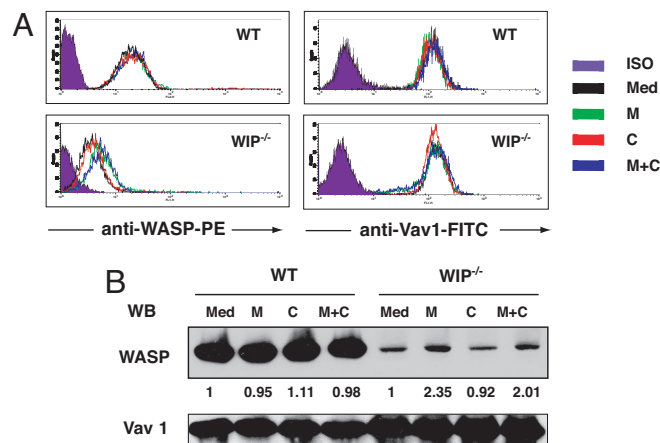 A
WT
WT
WIP-/-
WIP-/-
anti-WASP-PE
anti-Vav1-FITC
ISO
Med
M
C
M+C
B
WT
WIP-/-
WB
Med M C M+C Med M C M+C
WASP
1 0.95 1.11 0.98 1 2.35 0.92 2.01
Vav 1